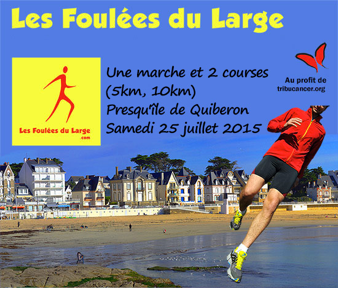 Les Foulées du Large
Au profit de
tribucancer.org
Les Foulées du Large
.com
Une marche et 2 courses
(5km, 10km)
Presqu'île de Quiberon
Samedi 25 juillet 2015